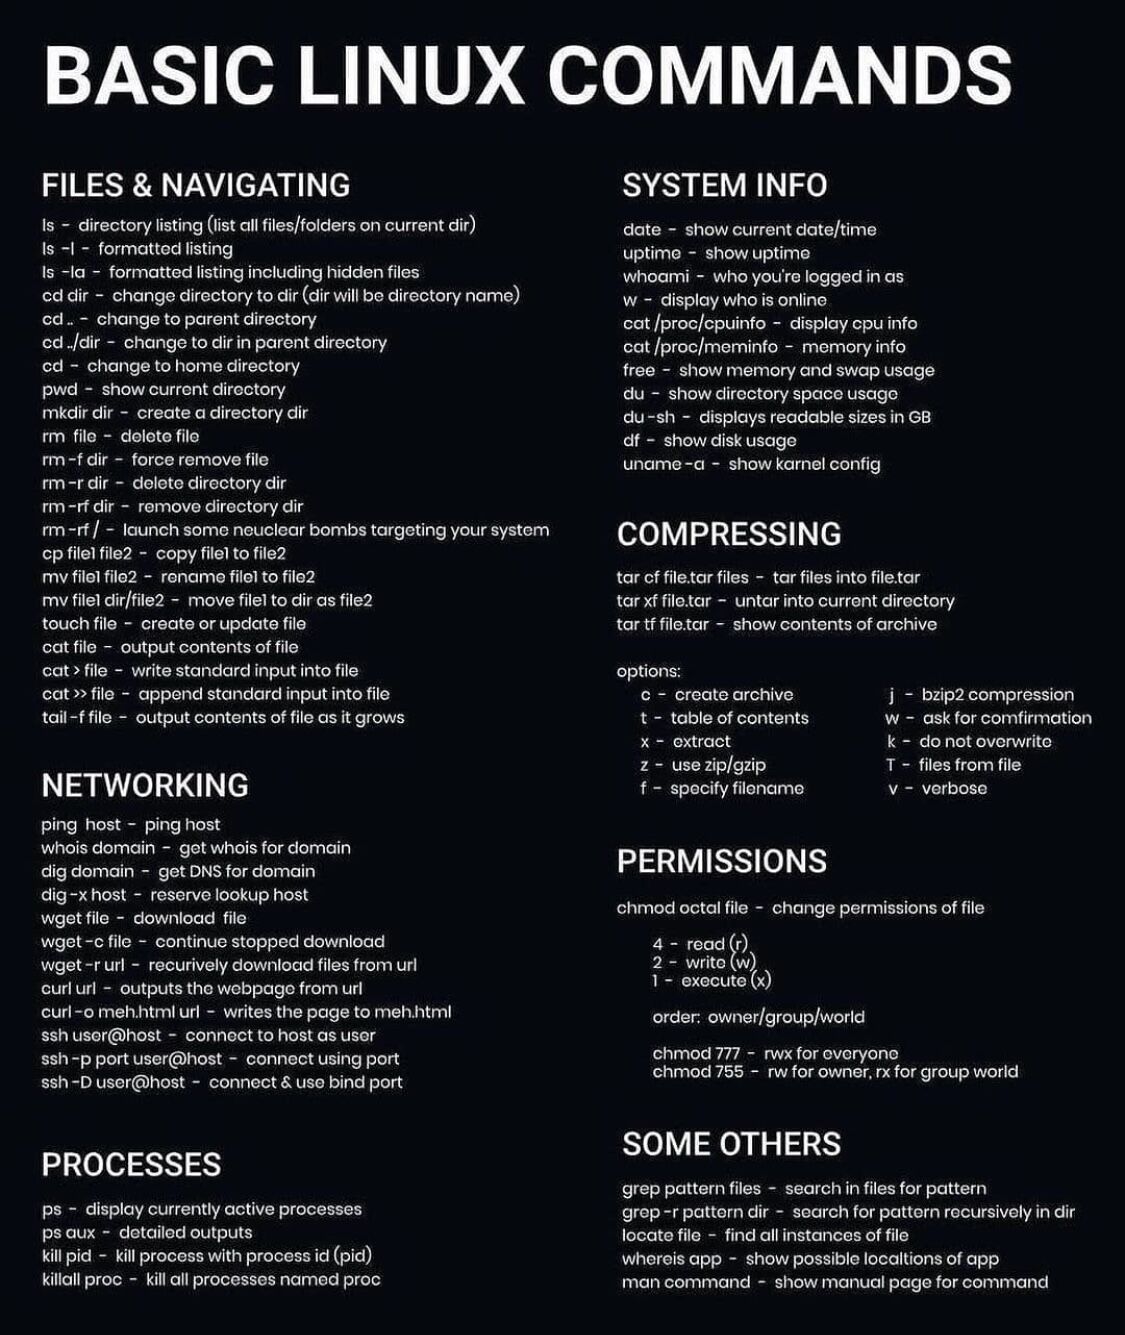 BASIC LINUX COMMANDS
FILES & NAVIGATING
ls - directory listing (list all files/folders on current dir)
ls -l - formatted listing
ls -la - formatted listing including hidden files
cd dir - change directory to dir (dir will be directory name)
cd .. - change to parent directory
cd ../dir - change to dir in parent directory
cd - change to home directory
pwd - show current directory
mkdir dir - create a directory dir
rm file - delete file
rm -f dir - force remove file
rm -r dir - delete directory dir
rm -rf dir - remove directory dir
rm -rf / - launch some neuclear bombs targeting your system
cp file1 file2 - copy file1 to file2
mv file1 file2 - rename file1 to file2
mv file1 dir/file2 - move file1 to dir as file2
touch file - create or update file
cat file - output contents of file
cat > file - write standard input into file
cat >> file - append standard input into file
tail -f file - output contents of file as it grows
NETWORKING
ping host - ping host
whois domain - get whois for domain
dig domain - get DNS for domain
dig -x host - reserve lookup host
wget file - download file
wget -c file - continue stopped download
wget -r url - recurively download files from url
curl url - outputs the webpage from url
curl -o meh.html url - writes the page to meh.html
ssh user@host - connect to host as user
ssh -p port user@host - connect using port
ssh -D user@host - connect & use bind port
PROCESSES
ps - display currently active processes
ps aux - detailed outputs
kill pid - kill process with process id (pid)
killall proc - kill all processes named proc
SYSTEM INFO
date - show current date/time
uptime - show uptime
whoami - who you're logged in as
w - display who is online
cat /proc/cpuinfo - display cpu info
cat /proc/meminfo - memory info
free - show memory and swap usage
du - show directory space usage
du -sh - displays readable sizes in GB
df - show disk usage
uname -a - show karnel config
COMPRESSING
tar cf file.tar files - tar files into file.tar
tar xf file.tar - untar into current directory
tar tf file.tar - show contents of archive
options:
c - create archive
t - table of contents
x - extract
z - use zip/gzip
f - specify filename
j - bzip2 compression
w - ask for comfirmation
k - do not overwrite
T - files from file
v - verbose
PERMISSIONS
chmod octal file - change permissions of file
4 - read (r)
2 - write (w)
1 - execute (x)
order: owner/group/world
chmod 777 - rwx for everyone
chmod 755 - rw for owner, rx for group world
SOME OTHERS
grep pattern files - search in files for pattern
grep -r pattern dir - search for pattern recursively in dir
locate file - find all instances of file
whereis app - show possible localtions of app
man command - show manual page for command